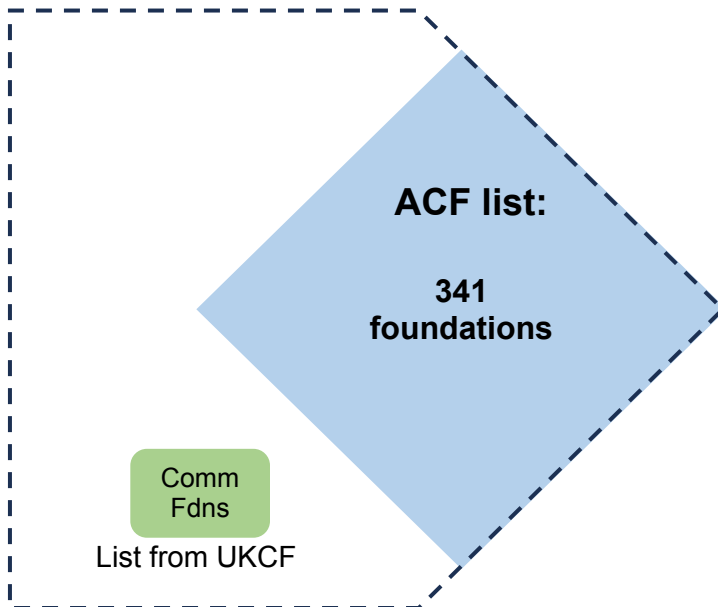 ACF list:
341
foundations
Comm
Fdns
List from UKCF